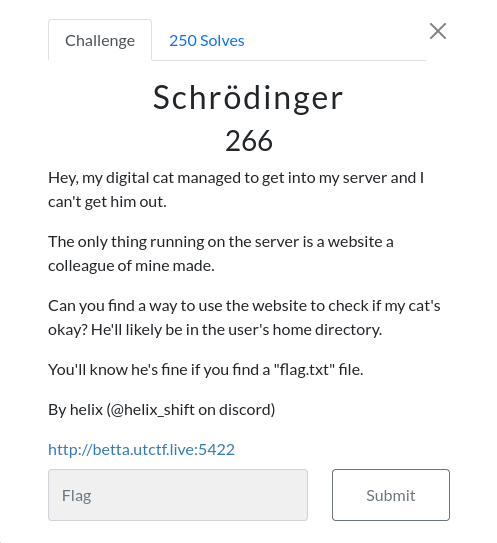 Challenge
250 Solves
Schrödinger
266
Hey, my digital cat managed to get into my server and I
can't get him out.
The only thing running on the server is a website a
colleague of mine made.
Can you find a way to use the website to check if my cat's
okay? He'll likely be in the user's home directory.
You'll know he's fine if you find a "flag.txt" file.
By helix (@helix_shift on discord)
http://betta.utctf.live:5422
Flag
Submit